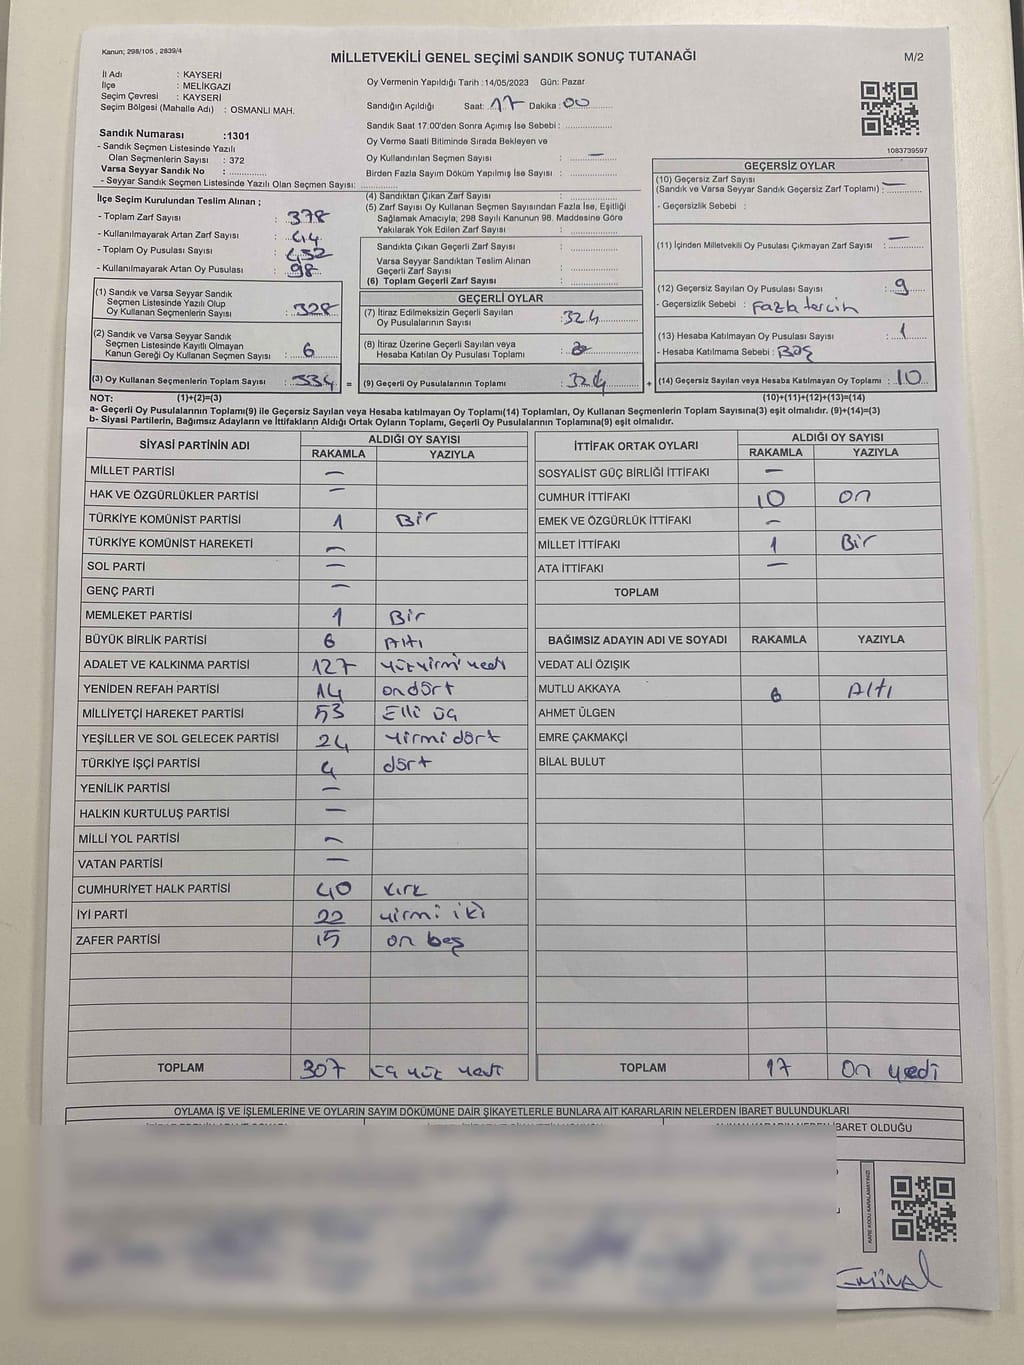 Kanun; 298/105 , 2839/4
MİLLETVEKİLİ GENEL SEÇİMİ SANDIK SONUÇ TUTANAĞI
M/2
İl Adı : KAYSERİ
İlçe : MELİKGAZİ
Seçim Çevresi : KAYSERİ
Seçim Bölgesi (Mahalle Adı) : OSMANLI MAH.
Sandık Numarası :1301
- Sandık Seçmen Listesinde Yazılı
Olan Seçmenlerin Sayısı : 372
Varsa Seyyar Sandık No : ..............
- Seyyar Sandık Seçmen Listesinde Yazılı Olan Seçmen Sayısı: ..............
Oy Vermenin Yapıldığı Tarih :14/05/2023 Gün: Pazar
Sandığın Açıldığı Saat: 17 Dakika : 00
Sandık Saat 17:00'den Sonra Açımış İse Sebebi : ..............
Oy Verme Saati Bitiminde Sırada Bekleyen ve
Oy Kullandırılan Seçmen Sayısı : —
Birden Fazla Sayım Döküm Yapılmış İse Sayısı : ..............
1083739597
İlçe Seçim Kurulundan Teslim Alınan ;
- Toplam Zarf Sayısı : 378
- Kullanılmayarak Artan Zarf Sayısı : 44
- Toplam Oy Pusulası Sayısı : 432
- Kullanılmayarak Artan Oy Pusulası : 98
(1) Sandık ve Varsa Seyyar Sandık
Seçmen Listesinde Yazılı Olup
Oy Kullanan Seçmenlerin Sayısı : 328
(2) Sandık ve Varsa Seyyar Sandık
Seçmen Listesinde Kayıtlı Olmayan
Kanun Gereği Oy Kullanan Seçmen Sayısı : 6
(3) Oy Kullanan Seçmenlerin Toplam Sayısı : 334 =
(4) Sandıktan Çıkan Zarf Sayısı : ..............
(5) Zarf Sayısı Oy Kullanan Seçmen Sayısından Fazla İse, Eşitliği
Sağlamak Amacıyla; 298 Sayılı Kanunun 98. Maddesine Göre
Yakılarak Yok Edilen Zarf Sayısı : ..............
Sandıkta Çıkan Geçerli Zarf Sayısı : ..............
Varsa Seyyar Sandıktan Teslim Alınan
Geçerli Zarf Sayısı : ..............
(6) Toplam Geçerli Zarf Sayısı : ..............
GEÇERLİ OYLAR
(7) İtiraz Edilmeksizin Geçerli Sayılan
Oy Pusulalarının Sayısı : 324
(8) İtiraz Üzerine Geçerli Sayılan veya
Hesaba Katılan Oy Pusulası Toplamı :
(9) Geçerli Oy Pusulalarının Toplamı : 324 +
GEÇERSİZ OYLAR
(10) Geçersiz Zarf Sayısı
(Sandık ve Varsa Seyyar Sandık Geçersiz Zarf Toplamı) : —
- Geçersizlik Sebebi :
(11) İçinden Milletvekili Oy Pusulası Çıkmayan Zarf Sayısı : —
(12) Geçersiz Sayılan Oy Pusulası Sayısı : 9
- Geçersizlik Sebebi : Fazla tercih
(13) Hesaba Katılmayan Oy Pusulası Sayısı : 1
- Hesaba Katılmama Sebebi : Boş
(14) Geçersiz Sayılan veya Hesaba Katılmayan Oy Toplamı : 10
NOT: (1)+(2)=(3)
(10)+(11)+(12)+(13)=(14)
a- Geçerli Oy Pusulalarının Toplamı(9) ile Geçersiz Sayılan veya Hesaba katılmayan Oy Toplamı(14) Toplamları, Oy Kullanan Seçmenlerin Toplam Sayısına(3) eşit olmalıdır. (9)+(14)=(3)
b- Siyasi Partilerin, Bağımsız Adayların ve İttifakların Aldığı Ortak Oyların Toplamı, Geçerli Oy Pusulalarının Toplamına(9) eşit olmalıdır.
SİYASİ PARTİNİN ADI ALDIĞI OY SAYISI
RAKAMLA YAZIYLA
MİLLET PARTİSİ —
HAK VE ÖZGÜRLÜKLER PARTİSİ —
TÜRKİYE KOMÜNİST PARTİSİ 1 Bir
TÜRKİYE KOMÜNİST HAREKETİ —
SOL PARTİ —
GENÇ PARTİ —
MEMLEKET PARTİSİ 1 Bir
BÜYÜK BİRLİK PARTİSİ 6 Altı
ADALET VE KALKINMA PARTİSİ 127 yüzyirmi yedi
YENİDEN REFAH PARTİSİ 14 ondört
MİLLİYETÇİ HAREKET PARTİSİ 53 Elli üç
YEŞİLLER VE SOL GELECEK PARTİSİ 24 yirmi dört
TÜRKİYE İŞÇİ PARTİSİ 4 dört
YENİLİK PARTİSİ —
HALKIN KURTULUŞ PARTİSİ —
MİLLİ YOL PARTİSİ —
VATAN PARTİSİ —
CUMHURİYET HALK PARTİSİ 40 kırk
İYİ PARTİ 22 yirmi iki
ZAFER PARTİSİ 15 on beş
TOPLAM 307 üç yüz yedi
İTTİFAK ORTAK OYLARI ALDIĞI OY SAYISI
RAKAMLA YAZIYLA
SOSYALİST GÜÇ BİRLİĞİ İTTİFAKI —
CUMHUR İTTİFAKI 10 on
EMEK VE ÖZGÜRLÜK İTTİFAKI —
MİLLET İTTİFAKI 1 Bir
ATA İTTİFAKI —
TOPLAM
BAĞIMSIZ ADAYIN ADI VE SOYADI RAKAMLA YAZIYLA
VEDAT ALİ ÖZIŞIK
MUTLU AKKAYA 6 Altı
AHMET ÜLGEN
EMRE ÇAKMAKÇİ
BİLAL BULUT
TOPLAM 17 On yedi
OYLAMA İŞ VE İŞLEMLERİNE VE OYLARIN SAYIM DÖKÜMÜNE DAİR ŞİKAYETLERLE BUNLARA AİT KARARLARIN NELERDEN İBARET BULUNDUKLARI
İBARET OLDUĞU
KARE KODU KARALAMAYINIZ!